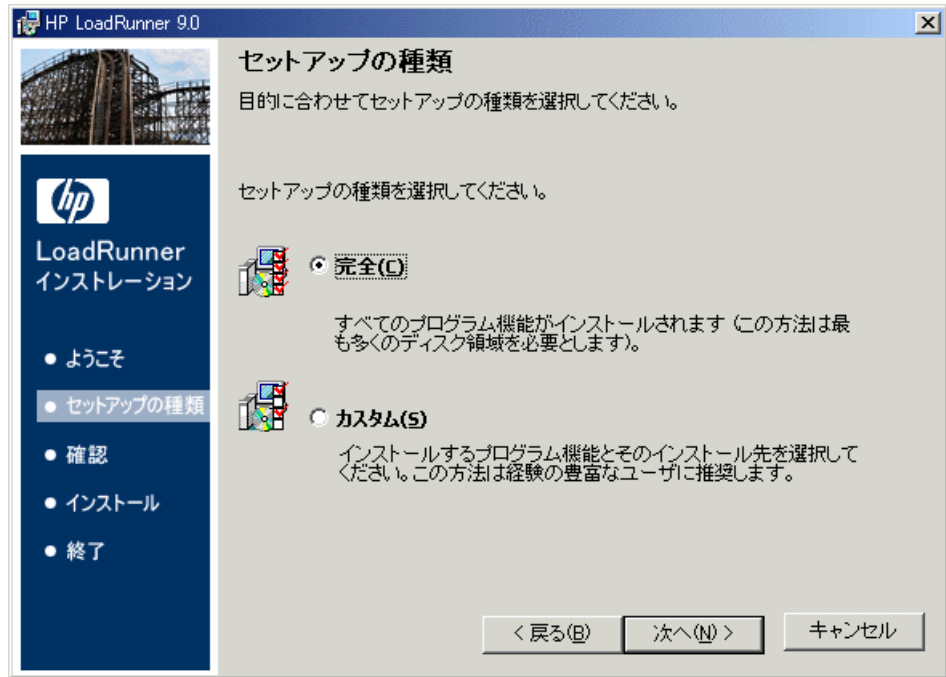 HP LoadRunner 9.0
セットアップの種類
目的に合わせてセットアップの種類を選択してください。
hp
LoadRunner
インストレーション
ようこそ
セットアップの種類
確認
インストール
終了
セットアップの種類を選択してください。
完全(C)
すべてのプログラム機能がインストールされます (この方法は最
も多くのディスク領域を必要とします)。
カスタム(S)
インストールするプログラム機能とそのインストール先を選択して
ください。この方法は経験の豊富なユーザに推奨します。
< 戻る(B)
次へ(N) >
キャンセル